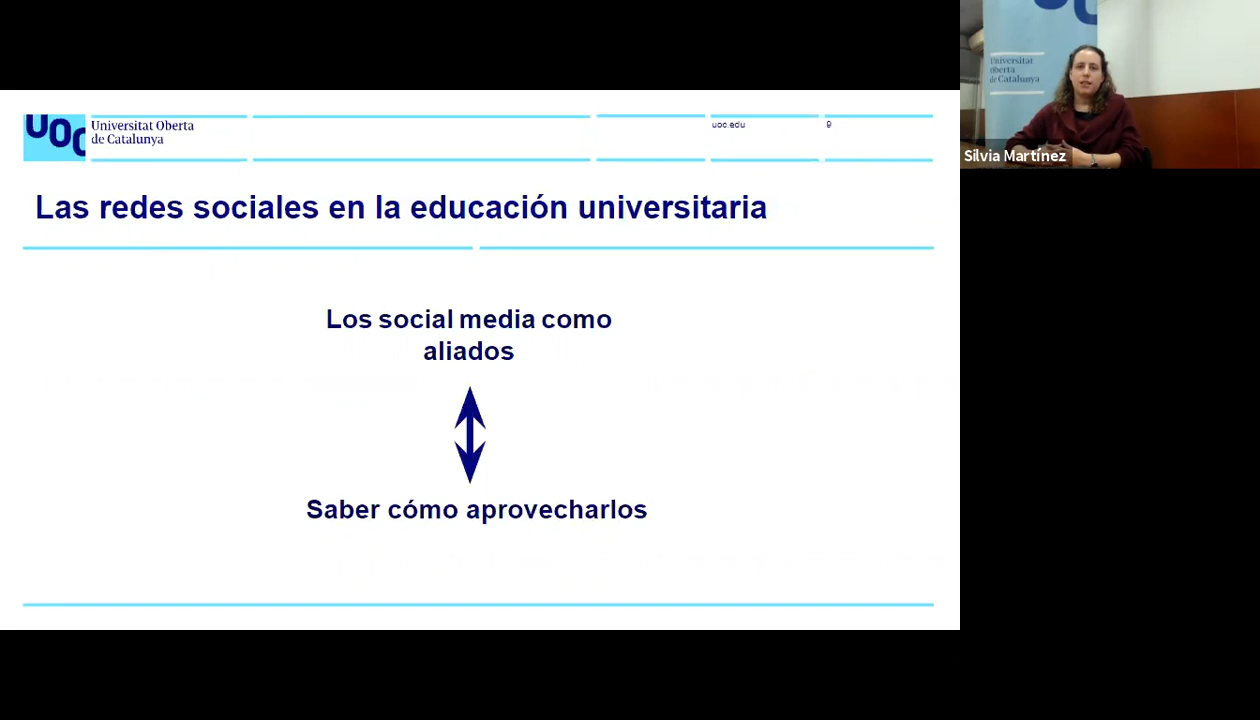 UOC
Universitat Oberta
de Catalunya
uoc.edu
9
Las redes sociales en la educación universitaria
Los social media como
aliados
Saber cómo aprovecharlos
Universitat
Oberta
de Catalunya
Silvia Martínez